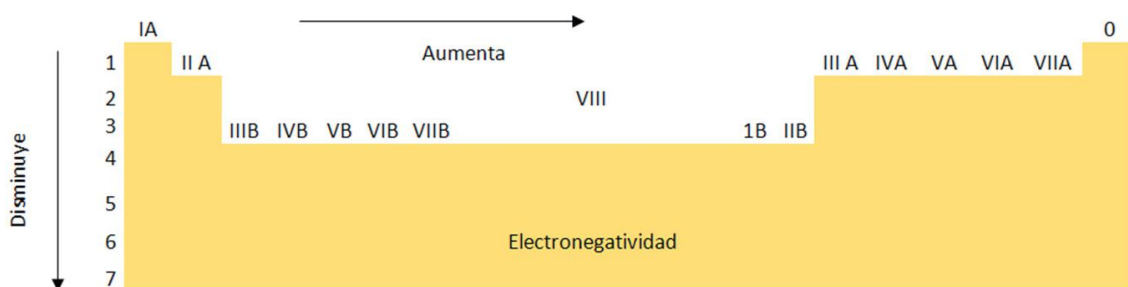 IA 0
Aumenta
1 II A III A IVA VA VIA VIIA
2 VIII
3 IIIB IVB VB VIB VIIB 1B IIB
4
Disminuye
5
6 Electronegatividad
7